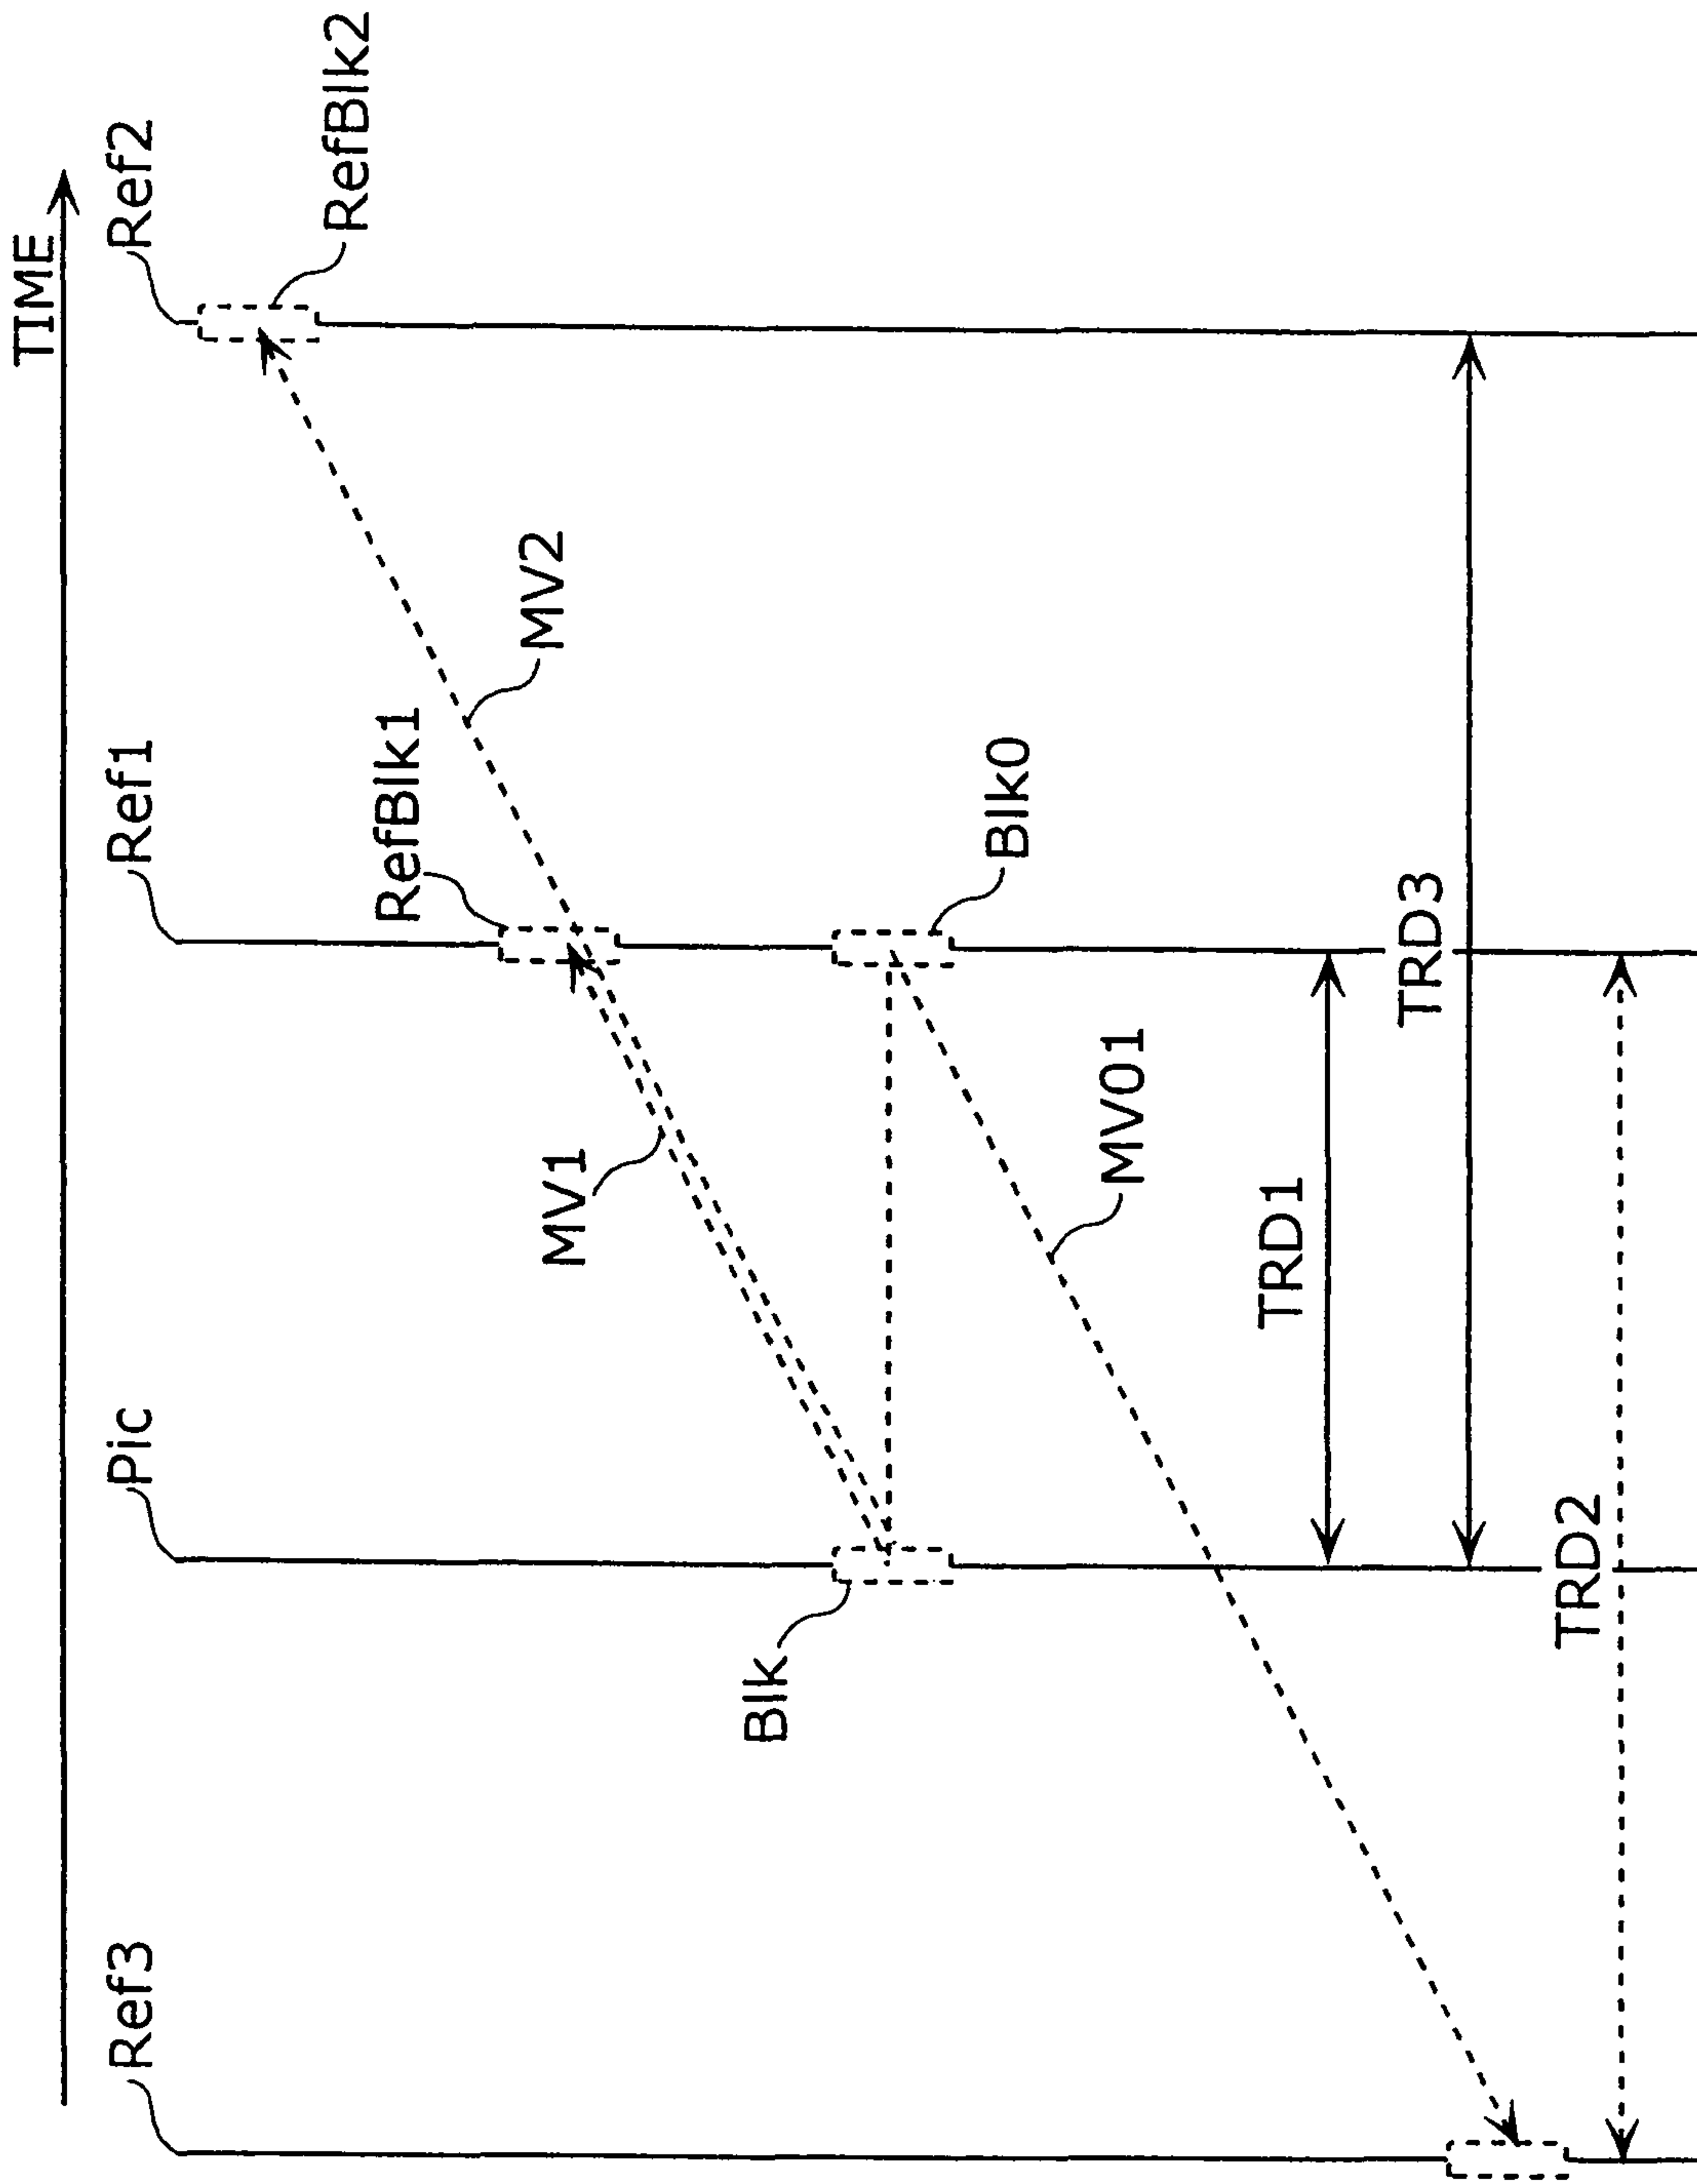 TIME
Ref3
Pic
Ref1
Ref2
RefBlk2
RefBlk1
MV2
MV1
Blk
Blk0
MV01
TRD1
TRD3
TRD2